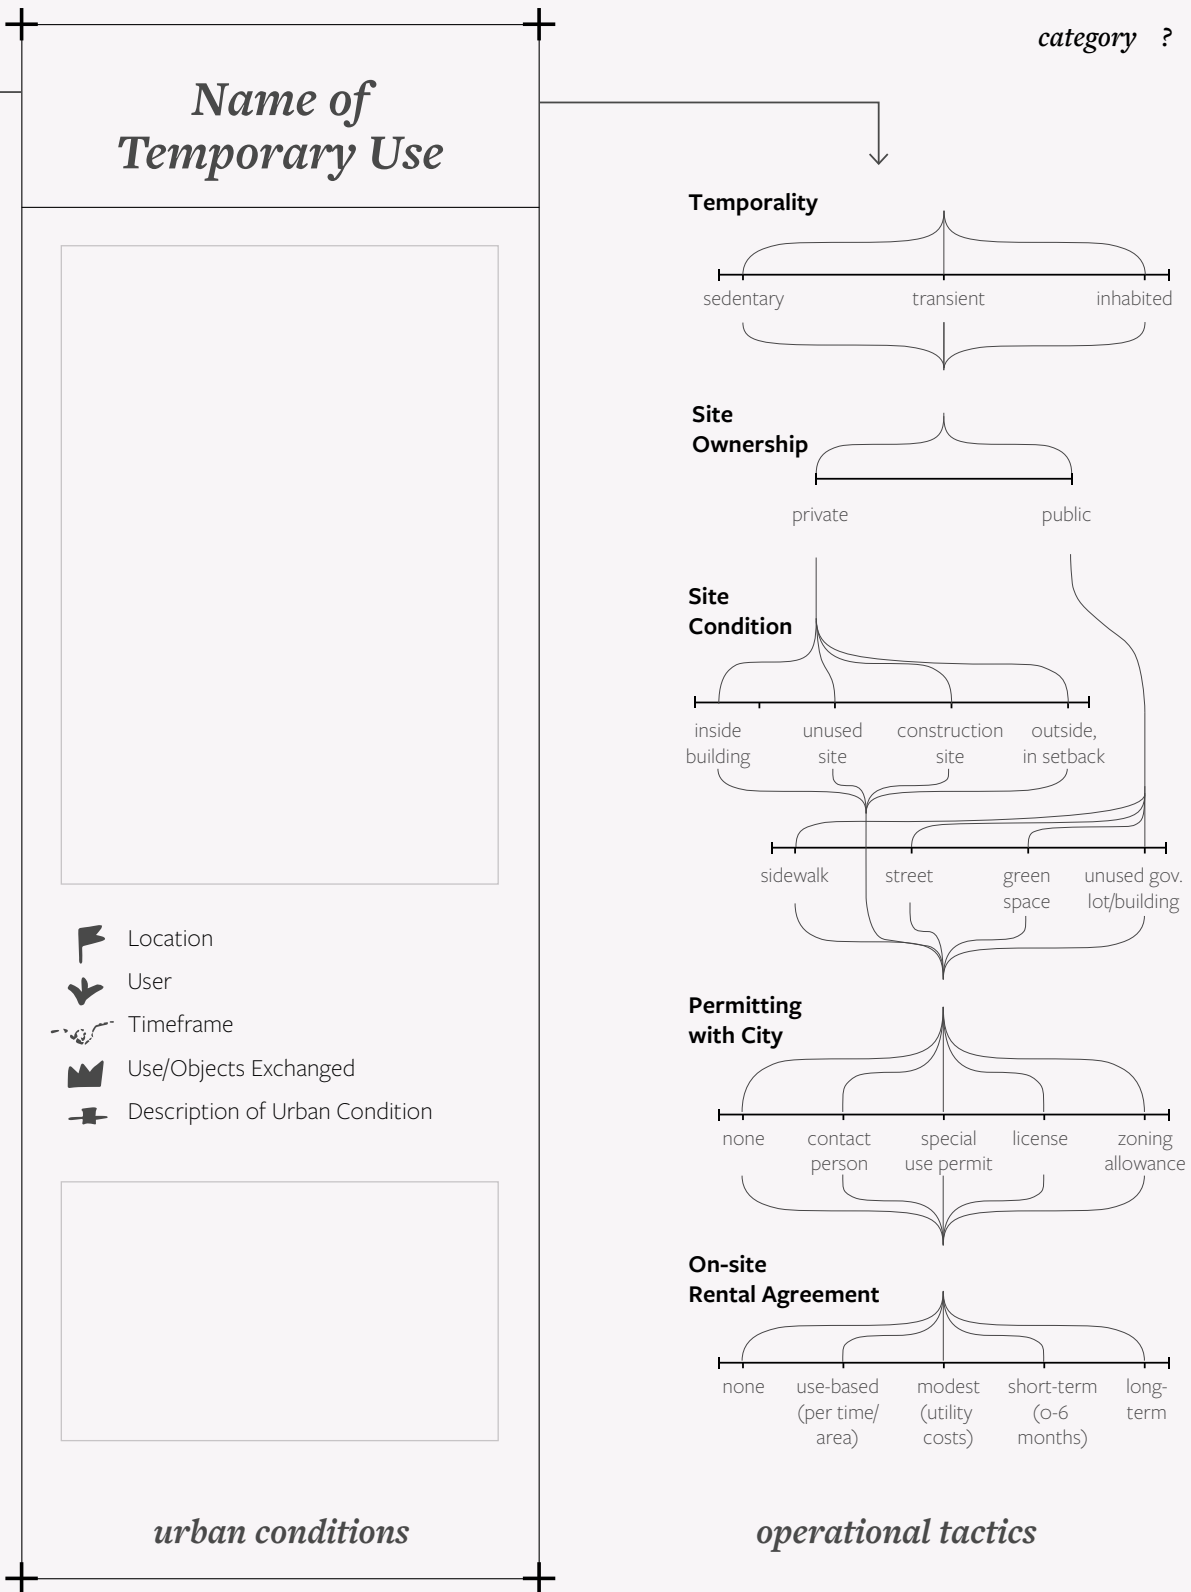 category ?
Name of
Temporary Use
Location
User
Timeframe
Use/Objects Exchanged
Description of Urban Condition
urban conditions
Temporality
sedentary transient inhabited
Site
Ownership
private public
Site
Condition
inside unused construction outside,
building site site in setback
sidewalk street green unused gov.
space lot/building
Permitting
with City
none contact special license zoning
person use permit allowance
On-site
Rental Agreement
none use-based modest short-term long-
(per time/ (utility (0-6 term
area) costs) months)
operational tactics